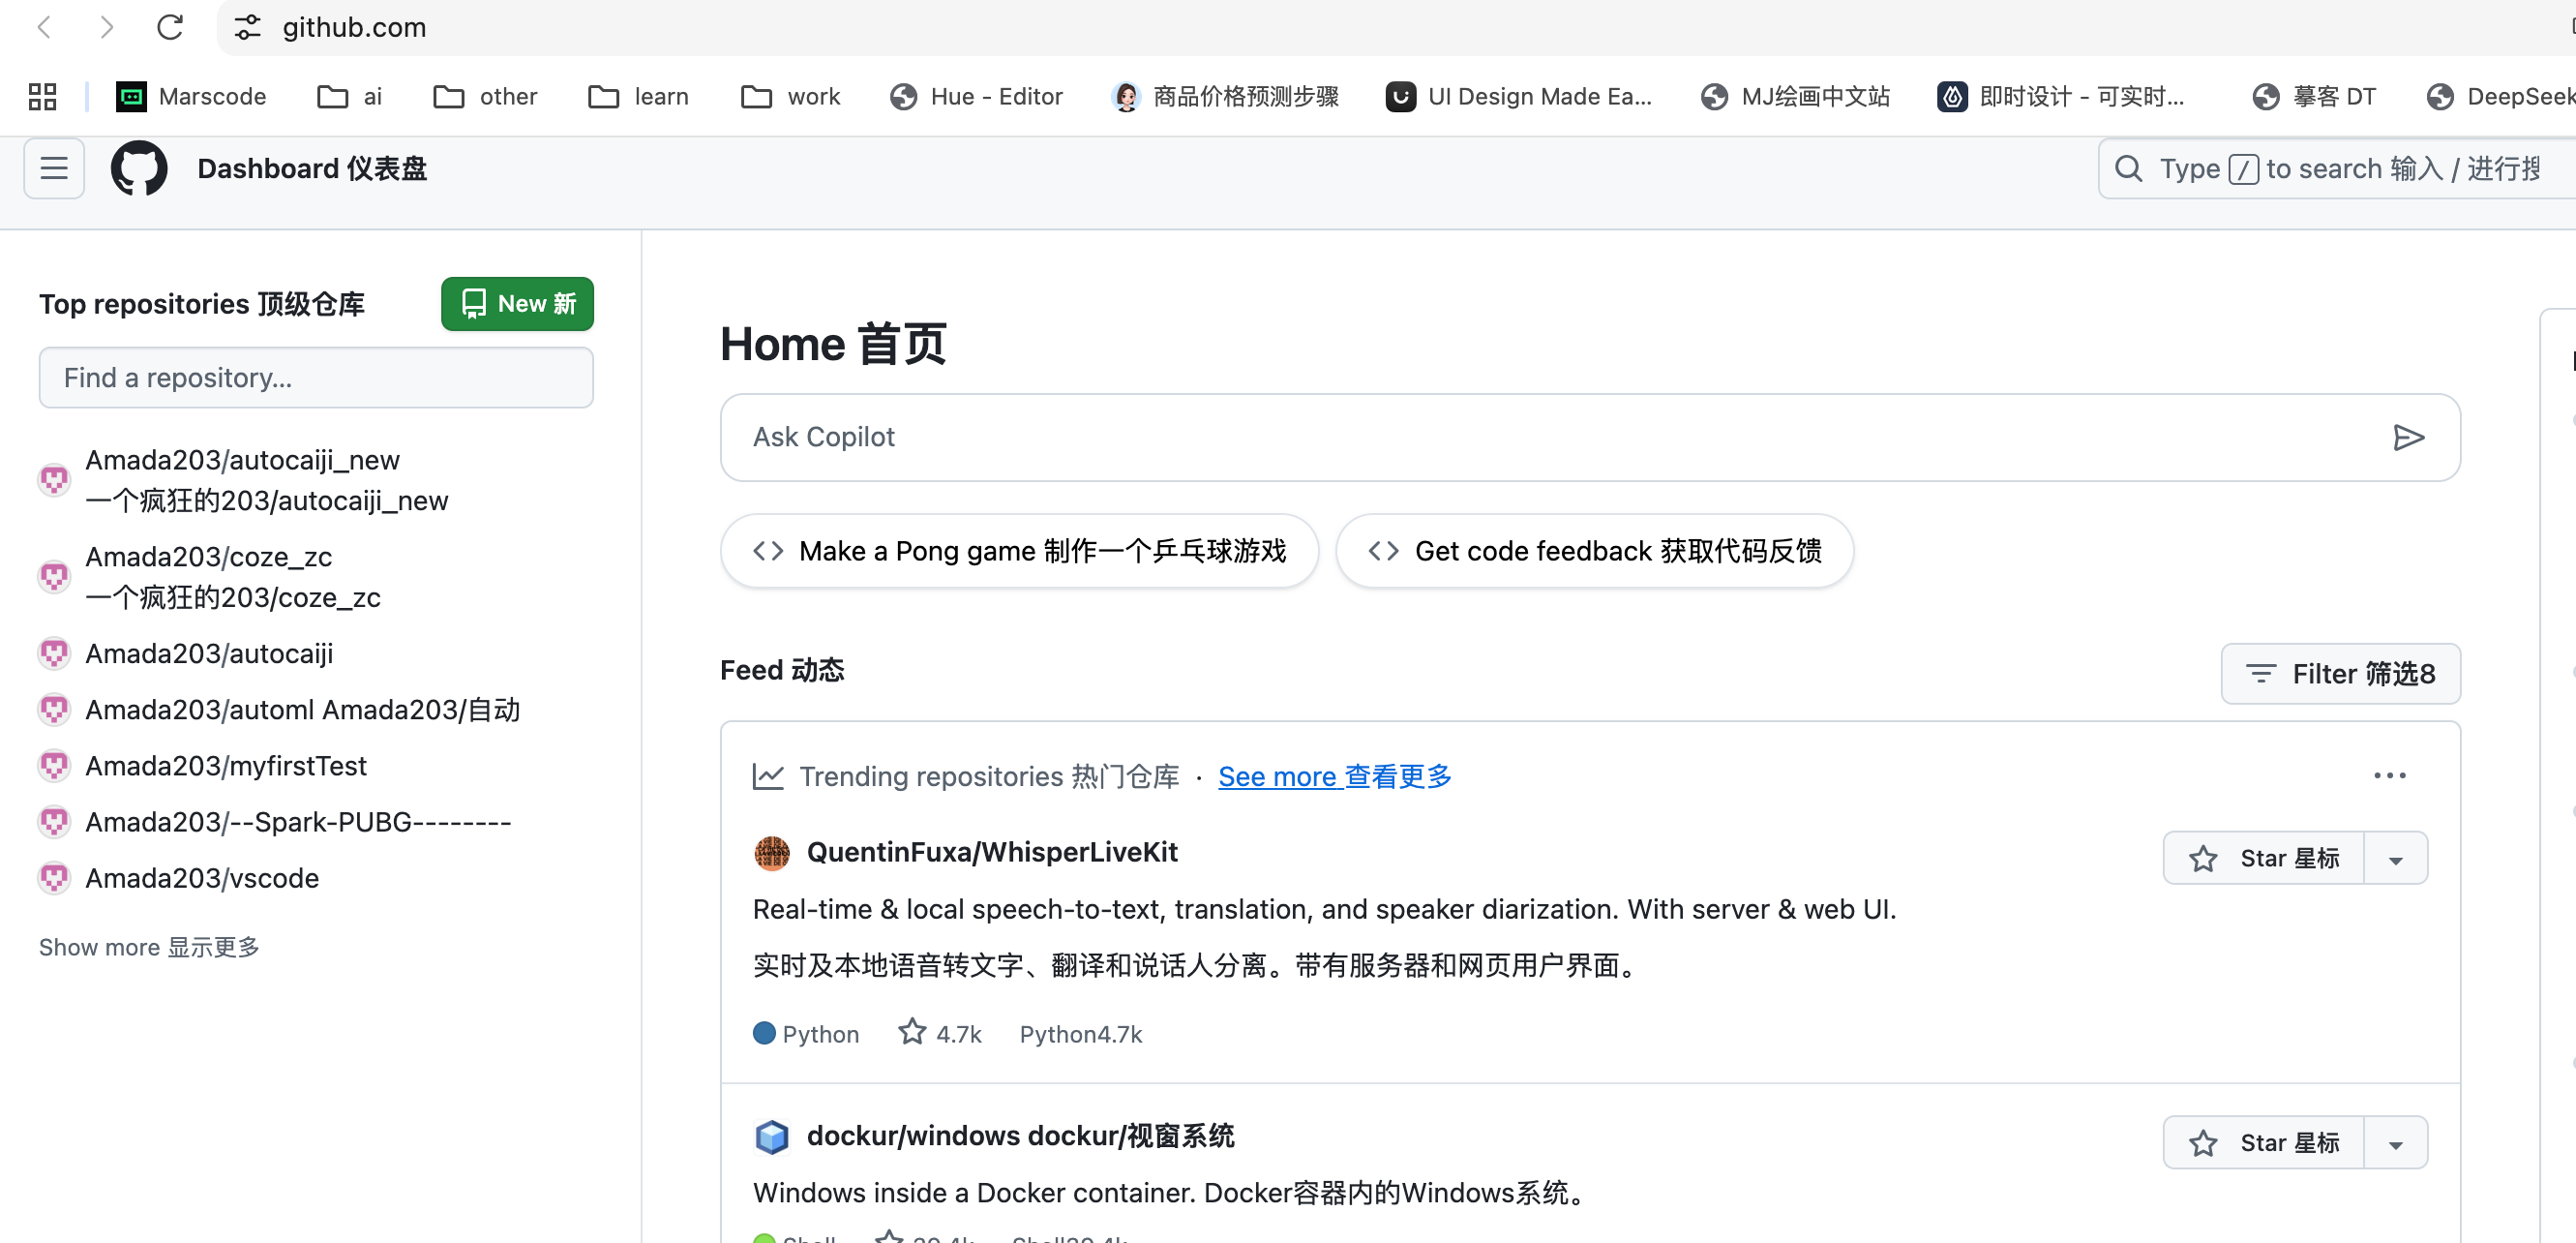 github.com
Marscode ai other learn work Hue - Editor 商品价格预测步骤 UI Design Made Ea... MJ绘画中文站 即时设计 - 可实时... 摹客 DT DeepSeek
Dashboard 仪表盘
Type / to search 输入 / 进行搜
Top repositories 顶级仓库
New 新
Find a repository...
Amada203/autocaiji_new
一个疯狂的203/autocaiji_new
Amada203/coze_zc
一个疯狂的203/coze_zc
Amada203/autocaiji
Amada203/automl Amada203/自动
Amada203/myfirstTest
Amada203/--Spark-PUBG--------
Amada203/vscode
Show more 显示更多
Home 首页
Ask Copilot
Make a Pong game 制作一个乒乓球游戏
Get code feedback 获取代码反馈
Feed 动态
Filter 筛选8
Trending repositories 热门仓库 · See more 查看更多
QuentinFuxa/WhisperLiveKit
Star 星标
Real-time & local speech-to-text, translation, and speaker diarization. With server & web UI.
实时及本地语音转文字、翻译和说话人分离。带有服务器和网页用户界面。
Python 4.7k Python4.7k
dockur/windows dockur/视窗系统
Star 星标
Windows inside a Docker container. Docker容器内的Windows系统。